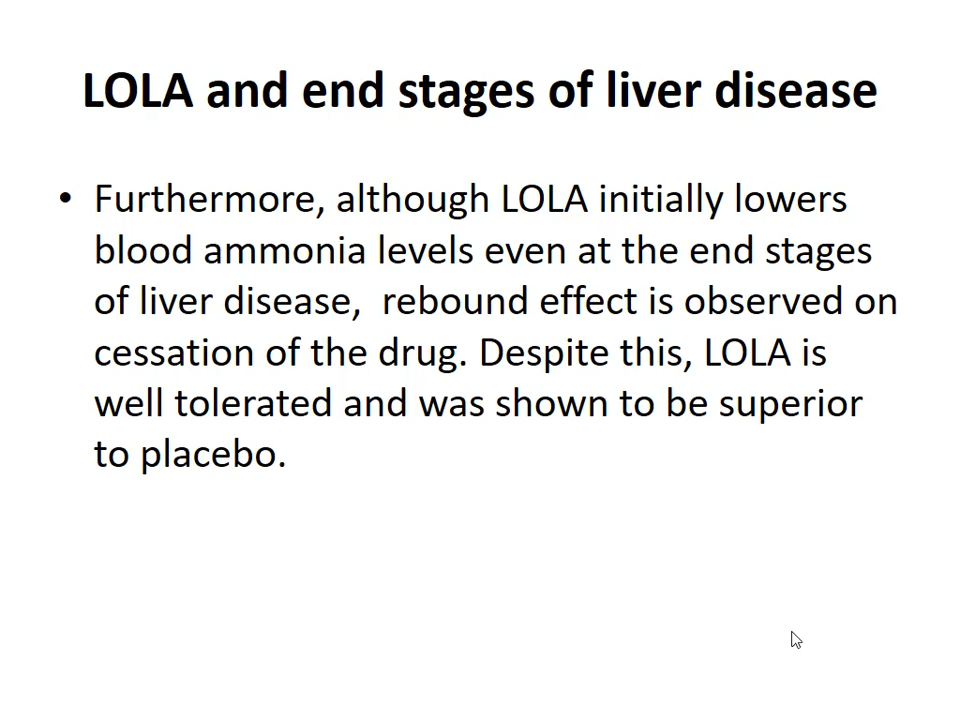 LOLA and end stages of liver disease
• Furthermore, although LOLA initially lowers
blood ammonia levels even at the end stages
of liver disease,  rebound effect is observed on
cessation of the drug. Despite this, LOLA is
well tolerated and was shown to be superior
to placebo.